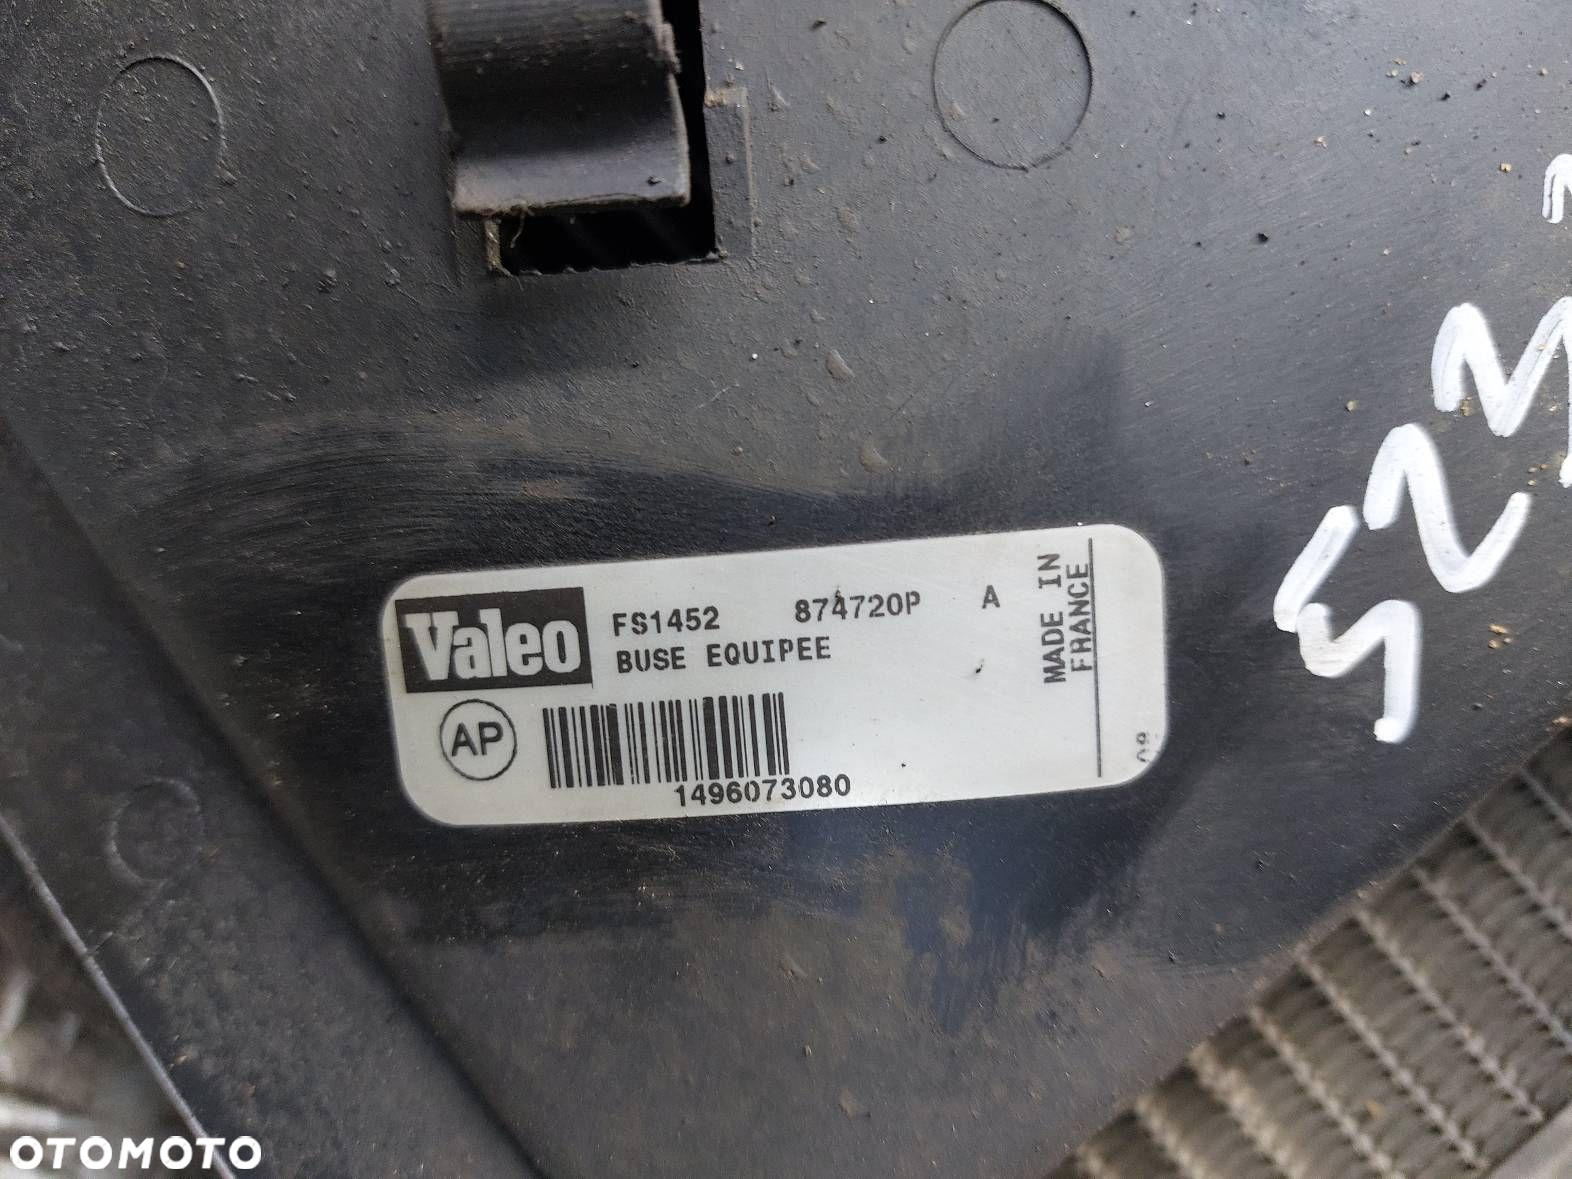 Valeo FS1452 874720P A
BUSE EQUIPEE
MADE IN
FRANCE
AP
1496073080
OTOMOTO